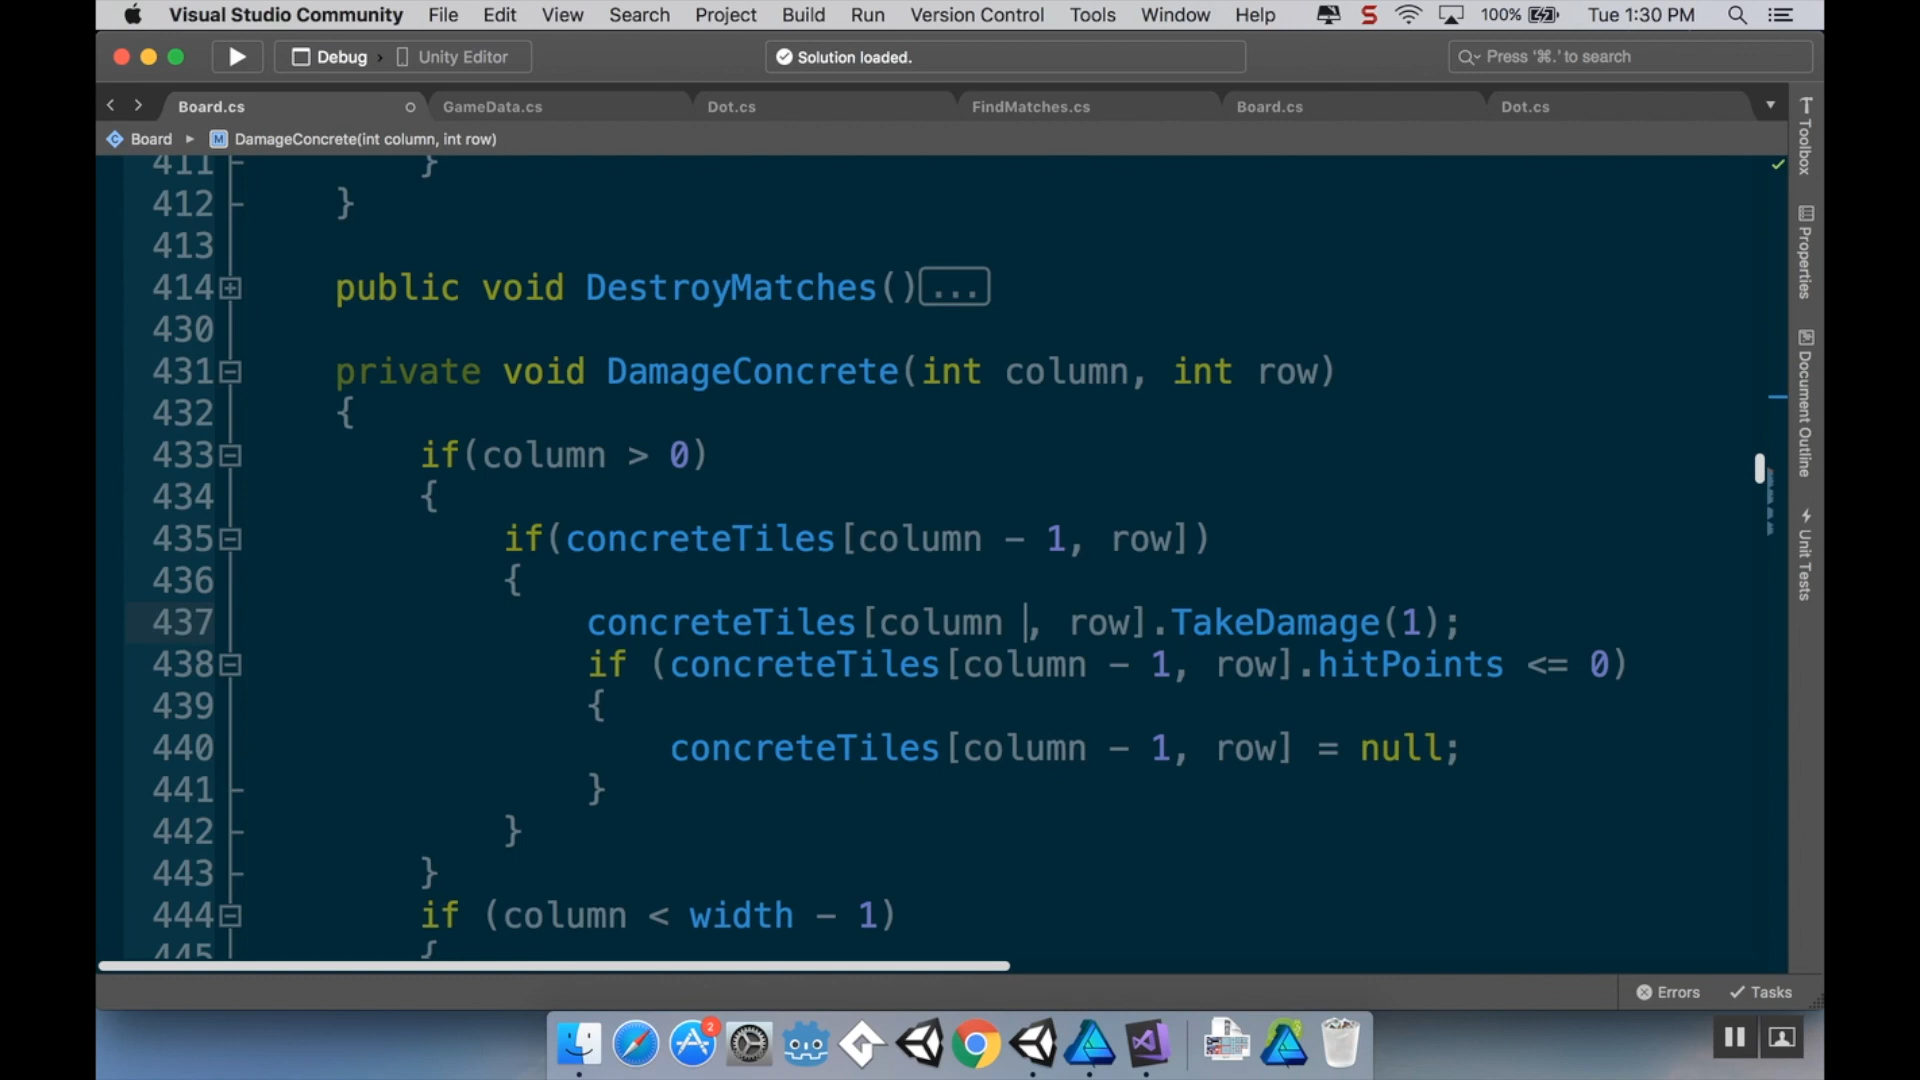 Visual Studio Community File Edit View Search Project Build Run Version Control Tools Window Help 100% Tue 1:30 PM
Debug Unity Editor Solution loaded. Press '⌘.' to search
Board.cs GameData.cs Dot.cs FindMatches.cs Board.cs Dot.cs
Board DamageConcrete(int column, int row)
411 }
412 }
413
414 public void DestroyMatches()...
430
431 private void DamageConcrete(int column, int row)
432 {
433 if(column > 0)
434 {
435 if(concreteTiles[column - 1, row])
436 {
437 concreteTiles[column , row].TakeDamage(1);
438 if (concreteTiles[column - 1, row].hitPoints <= 0)
439 {
440 concreteTiles[column - 1, row] = null;
441 }
442 }
443 }
444 if (column < width - 1)
445 {
Toolbox
Properties
Document Outline
Unit Tests
Errors Tasks
2